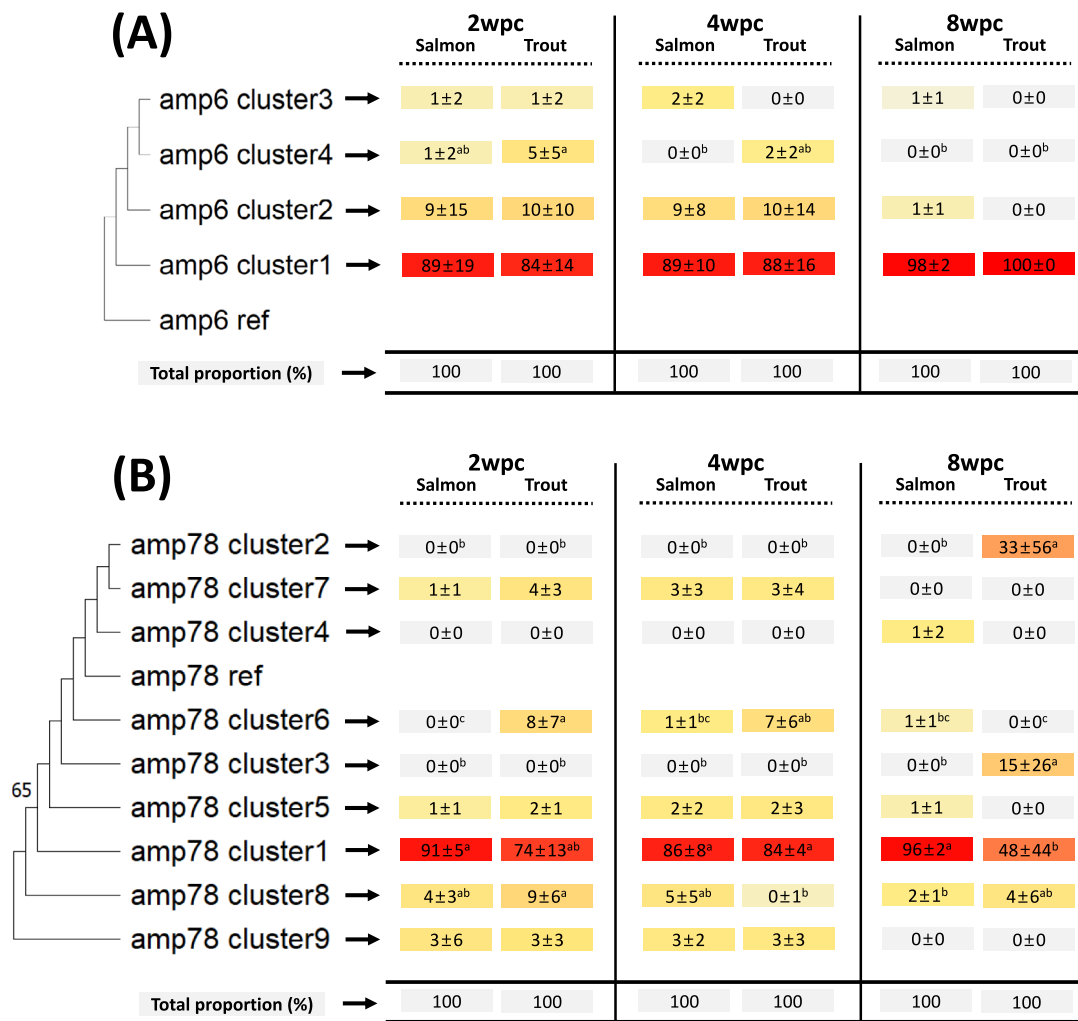 (A)
2wpc 4wpc 8wpc
Salmon Trout Salmon Trout Salmon Trout
amp6 cluster3 1±2 1±2 2±2 0±0 1±1 0±0
amp6 cluster4 1±2ab 5±5a 0±0b 2±2ab 0±0b 0±0b
amp6 cluster2 9±15 10±10 9±8 10±14 1±1 0±0
amp6 cluster1 89±19 84±14 89±10 88±16 98±2 100±0
amp6 ref
Total proportion (%) 100 100 100 100 100 100
(B)
2wpc 4wpc 8wpc
Salmon Trout Salmon Trout Salmon Trout
amp78 cluster2 0±0b 0±0b 0±0b 0±0b 0±0b 33±56a
amp78 cluster7 1±1 4±3 3±3 3±4 0±0 0±0
amp78 cluster4 0±0 0±0 0±0 0±0 1±2 0±0
amp78 ref
amp78 cluster6 0±0c 8±7a 1±1bc 7±6ab 1±1bc 0±0c
amp78 cluster3 0±0b 0±0b 0±0b 0±0b 0±0b 15±26a
65
amp78 cluster5 1±1 2±1 2±2 2±3 1±1 0±0
amp78 cluster1 91±5a 74±13ab 86±8a 84±4a 96±2a 48±44b
amp78 cluster8 4±3ab 9±6a 5±5ab 0±1b 2±1b 4±6ab
amp78 cluster9 3±6 3±3 3±2 3±3 0±0 0±0
Total proportion (%) 100 100 100 100 100 100